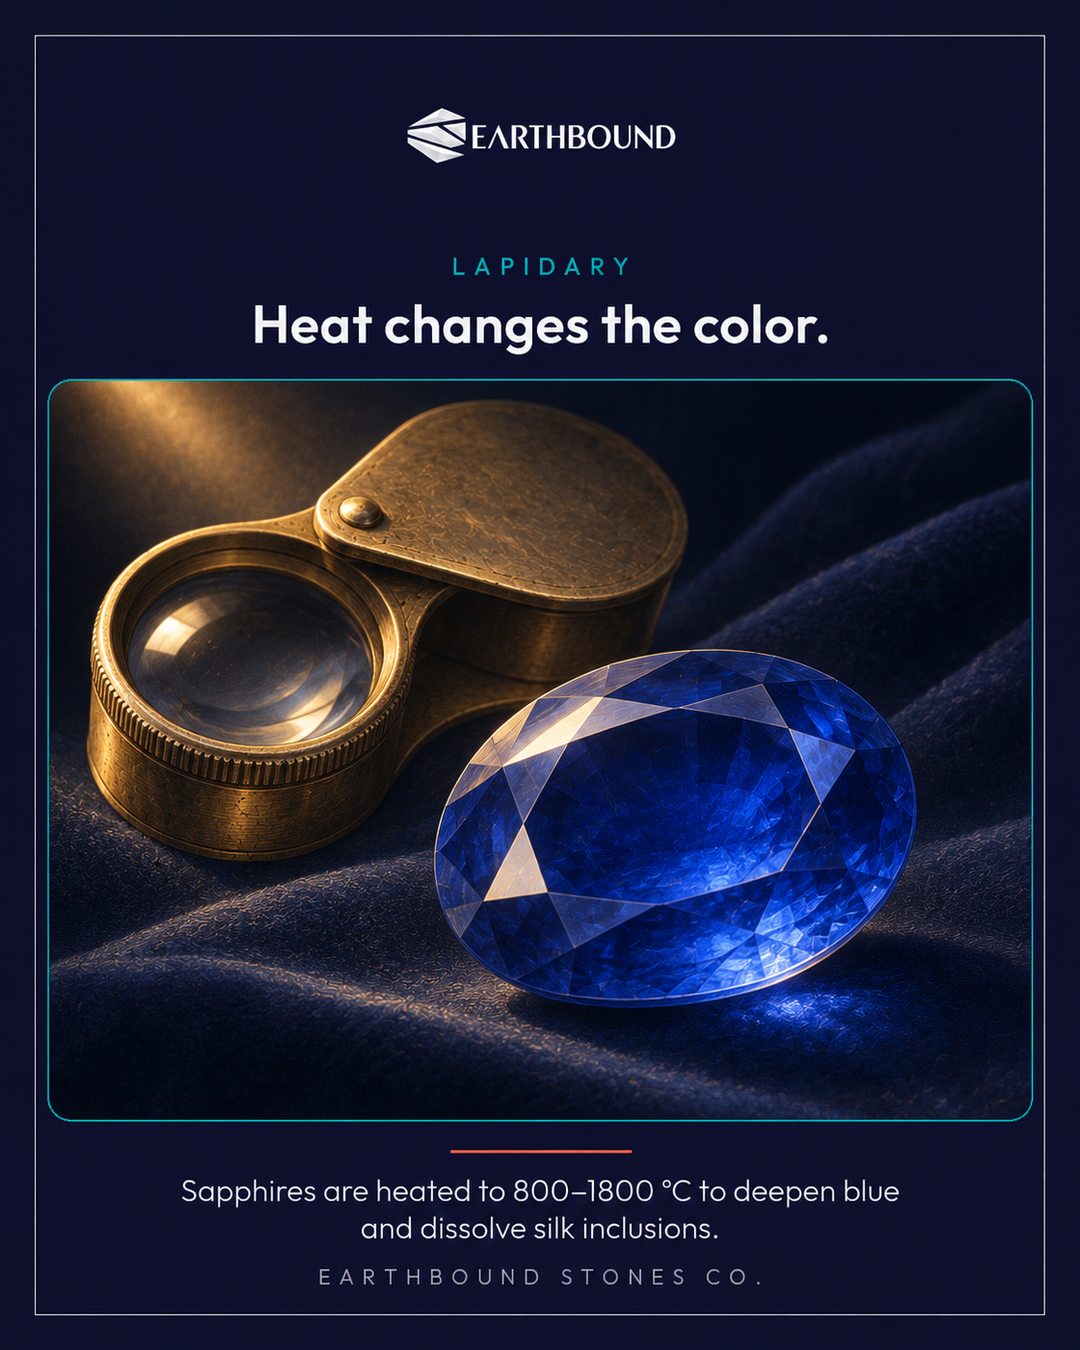 EARTHBOUND
LAPIDARY
Heat changes the color.
Sapphires are heated to 800–1800 °C to deepen blue
and dissolve silk inclusions.
EARTHBOUND STONES CO.